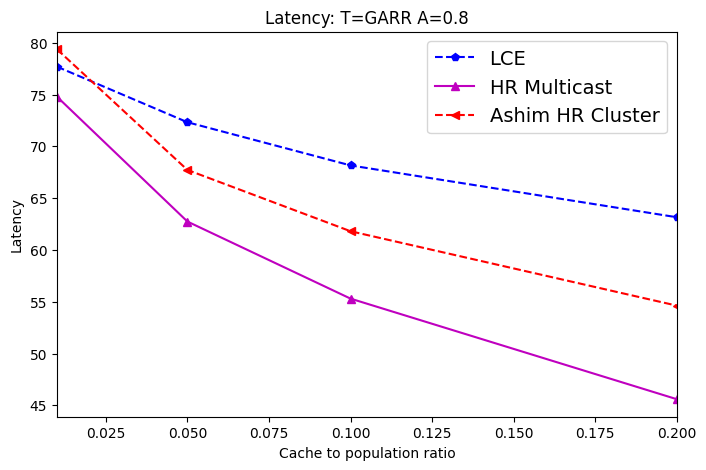 Latency: T=GARR A=0.8
LCE
HR Multicast
Ashim HR Cluster
Latency
80
75
70
65
60
55
50
45
0.025 0.050 0.075 0.100 0.125 0.150 0.175 0.200
Cache to population ratio